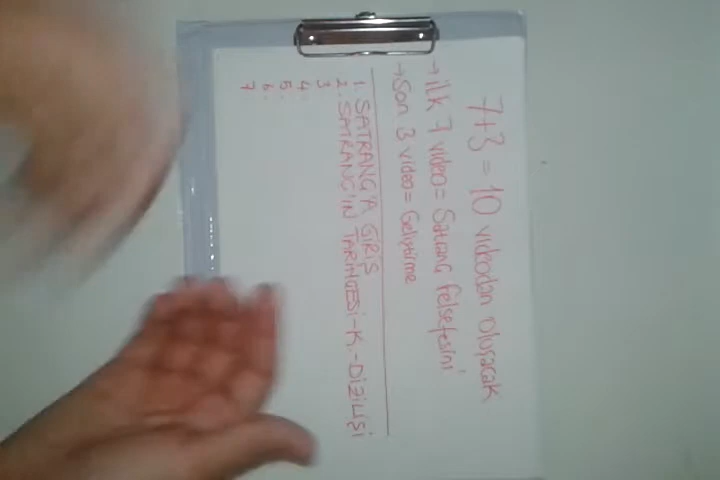 7+3 = 10 videodan oluşacak
→ ilk 7 video = Satranç felsefesini
→ Son 3 video = Geliştirme
1. SATRANÇ'A GİRİŞ
2. SATRANÇ'IN TARİHÇESİ-K.-DİZİLİŞİ
3
4.
5.
6.
7